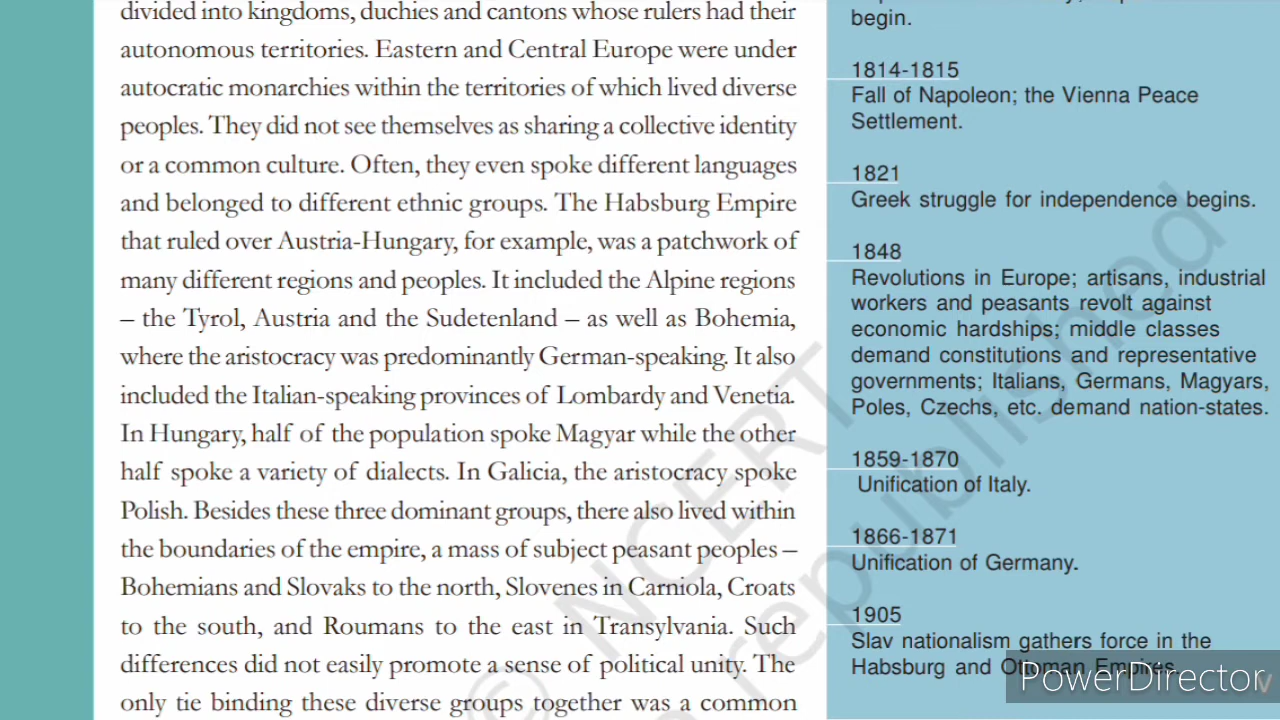 divided into kingdoms, duchies and cantons whose rulers had their
autonomous territories. Eastern and Central Europe were under
autocratic monarchies within the territories of which lived diverse
peoples. They did not see themselves as sharing a collective identity
or a common culture. Often, they even spoke different languages
and belonged to different ethnic groups. The Habsburg Empire
that ruled over Austria-Hungary, for example, was a patchwork of
many different regions and peoples. It included the Alpine regions
– the Tyrol, Austria and the Sudetenland – as well as Bohemia,
where the aristocracy was predominantly German-speaking. It also
included the Italian-speaking provinces of Lombardy and Venetia.
In Hungary, half of the population spoke Magyar while the other
half spoke a variety of dialects. In Galicia, the aristocracy spoke
Polish. Besides these three dominant groups, there also lived within
the boundaries of the empire, a mass of subject peasant peoples –
Bohemians and Slovaks to the north, Slovenes in Carniola, Croats
to the south, and Roumans to the east in Transylvania. Such
differences did not easily promote a sense of political unity. The
only tie binding these diverse groups together was a common
begin.
1814-1815
Fall of Napoleon; the Vienna Peace
Settlement.
1821
Greek struggle for independence begins.
1848
Revolutions in Europe; artisans, industrial
workers and peasants revolt against
economic hardships; middle classes
demand constitutions and representative
governments; Italians, Germans, Magyars,
Poles, Czechs, etc. demand nation-states.
1859-1870
Unification of Italy.
1866-1871
Unification of Germany.
1905
Slav nationalism gathers force in the
Habsburg and Ottoman Empires.
© NCERT
republished
PowerDirector